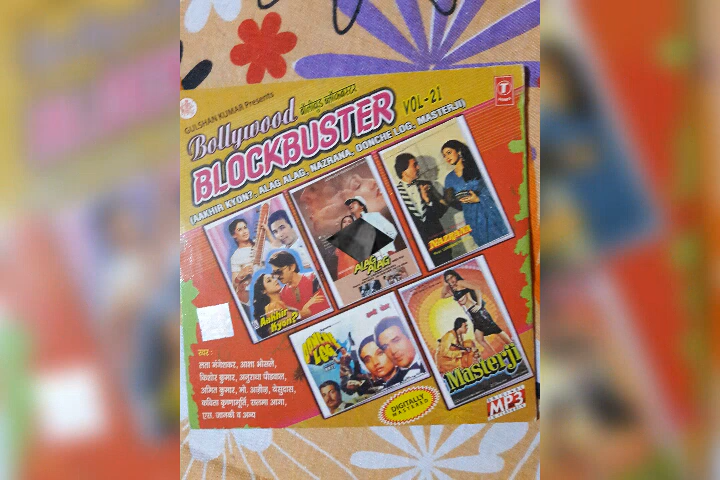 GULSHAN KUMAR Presents
Bollywood बॉलीवुड ब्लॉकबस्टर
BLOCKBUSTER VOL-21
(AAKHIR KYON?, ALAG ALAG, NAZRANA, DONCHE LOG, MASTERJI)
T
NAZRANA
ALAG ALAG
Aakhir Kyon?
Masterji
स्वर :
लता मंगेशकर, आशा भोसले,
किशोर कुमार, अनुराधा पौडवाल,
अमित कुमार, मो. अज़ीज़, येसुदास,
कविता कृष्णामूर्ति, सलमा आगा,
एस. जानकी व अन्य
DIGITALLY
MASTERED
MP3